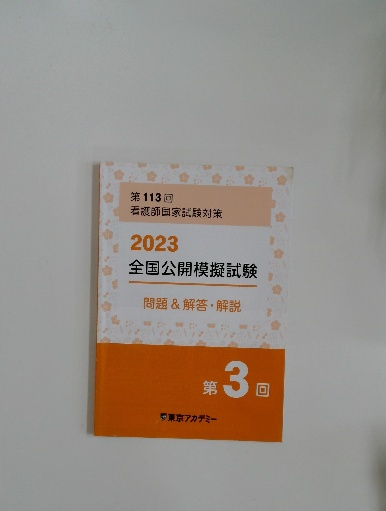 第113回
看護師国家試験対策
2023
全国公開模擬試験
問題&解答・解説
第3回
東京アカデミー